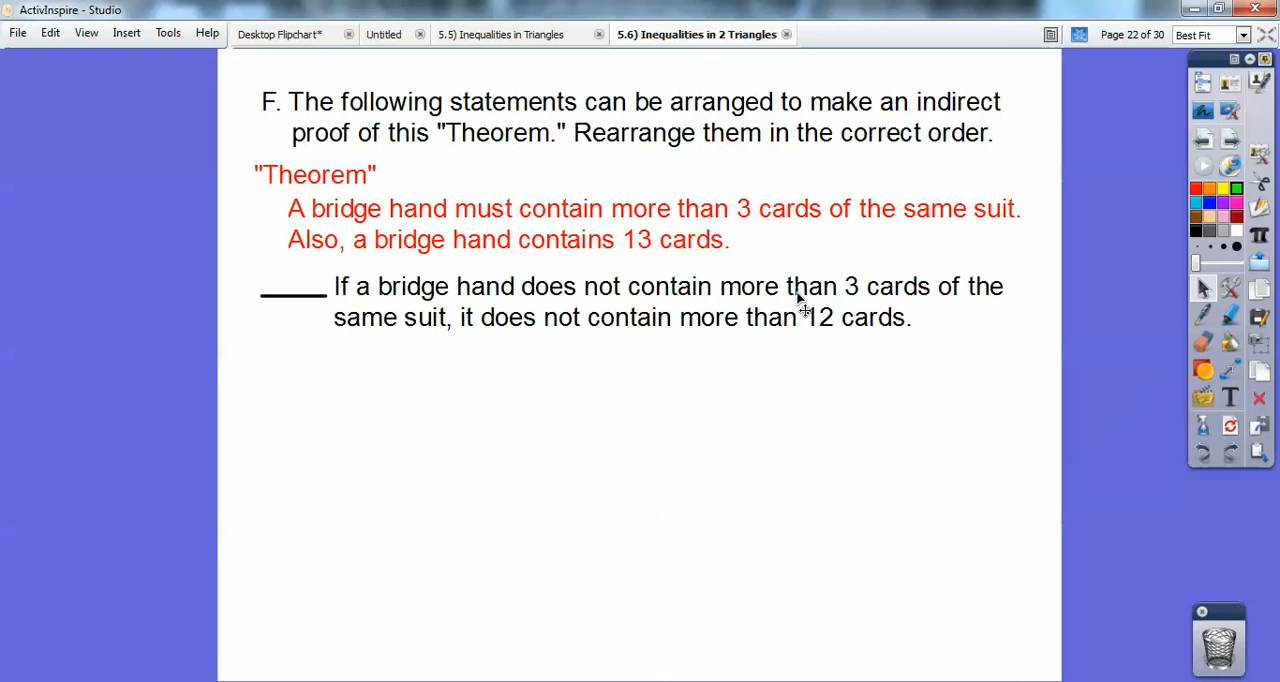 ActivInspire - Studio
File Edit View Insert Tools Help Desktop Flipchart* Untitled 5.5) Inequalities in Triangles 5.6) Inequalities in 2 Triangles Page 22 of 30 Best Fit
F. The following statements can be arranged to make an indirect
proof of this "Theorem." Rearrange them in the correct order.
"Theorem"
A bridge hand must contain more than 3 cards of the same suit.
Also, a bridge hand contains 13 cards.
_____ If a bridge hand does not contain more than 3 cards of the
same suit, it does not contain more than 12 cards.